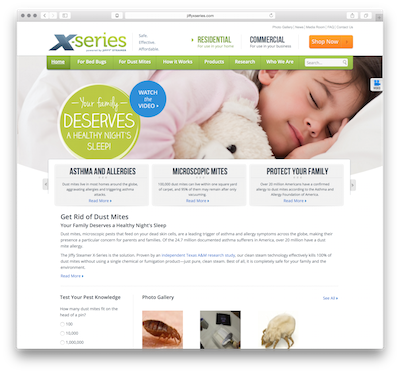 jiffyxseries.com
Photo Gallery | News | Media Room | FAQ | Contact Us
X-series
POWERED BY JIFFY STEAMER
Safe.
Effective.
Affordable.
RESIDENTIAL
For use in your home
COMMERCIAL
For use in your business
Shop Now
Home
For Bed Bugs
For Dust Mites
How It Works
Products
Research
Who We Are
Search...
WATCH
the
VIDEO
Your family
DESERVES
A HEALTHY NIGHT'S
SLEEP!
ASTHMA AND ALLERGIES
Dust mites live in most homes around the globe,
aggravating allergies and triggering asthma
attacks.
Read More
MICROSCOPIC MITES
100,000 dust mites can live within one square yard
of carpet, and 95% of them may remain after only
vacuuming.
Read More
PROTECT YOUR FAMILY
Over 20 million Americans have a confirmed
allergy to dust mites according to the Asthma and
Allergy Foundation of America.
Read More
Get Rid of Dust Mites
Your Family Deserves a Healthy Night's Sleep
Dust mites, microscopic pests that feed on your dead skin cells, are a leading trigger of asthma and allergy symptoms across the globe, making their
presence a particular concern for parents and families. Of the 24.7 million documented asthma sufferers in America, over 20 million have a dust
mite allergy.
The Jiffy Steamer X-Series is the solution. Proven by an independent Texas A&M research study, our clean steam technology effectively kills 100% of
dust mites without using a single chemical or fumigation product—just pure, clean steam. Best of all, it is completely safe for your family and the
environment.
Read More
Test Your Pest Knowledge
How many dust mites fit on the
head of a pin?
100
10,000
1,000,000
Photo Gallery
See All